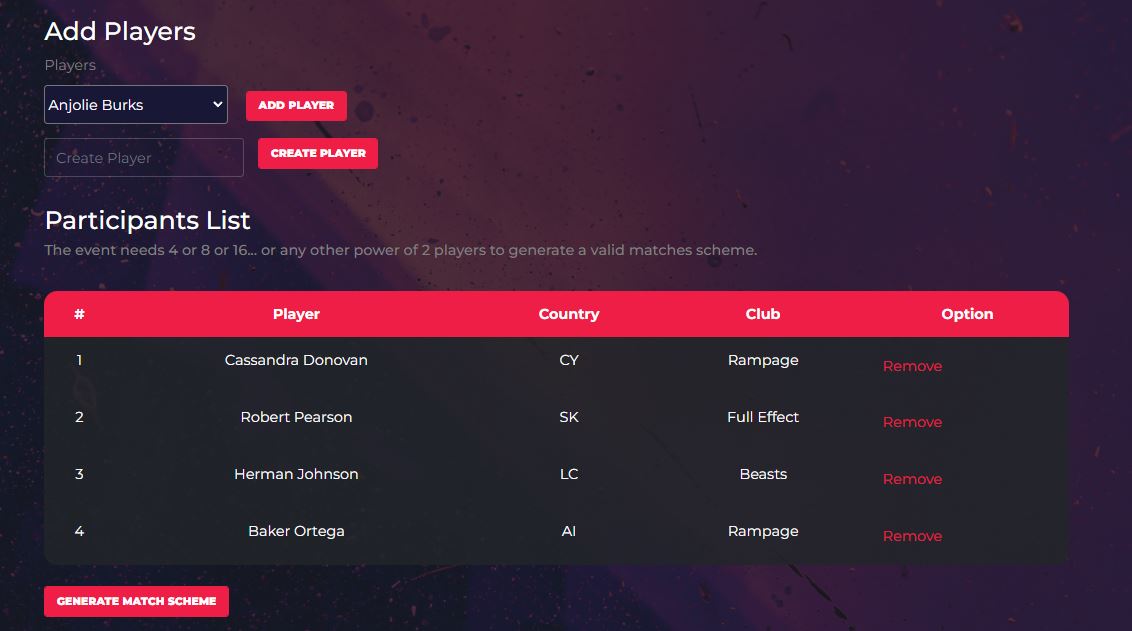 Add Players
Players
Anjolie Burks ADD PLAYER
Create Player CREATE PLAYER
Participants List
The event needs 4 or 8 or 16... or any other power of 2 players to generate a valid matches scheme.
# Player Country Club Option
1 Cassandra Donovan CY Rampage Remove
2 Robert Pearson SK Full Effect Remove
3 Herman Johnson LC Beasts Remove
4 Baker Ortega AI Rampage Remove
GENERATE MATCH SCHEME